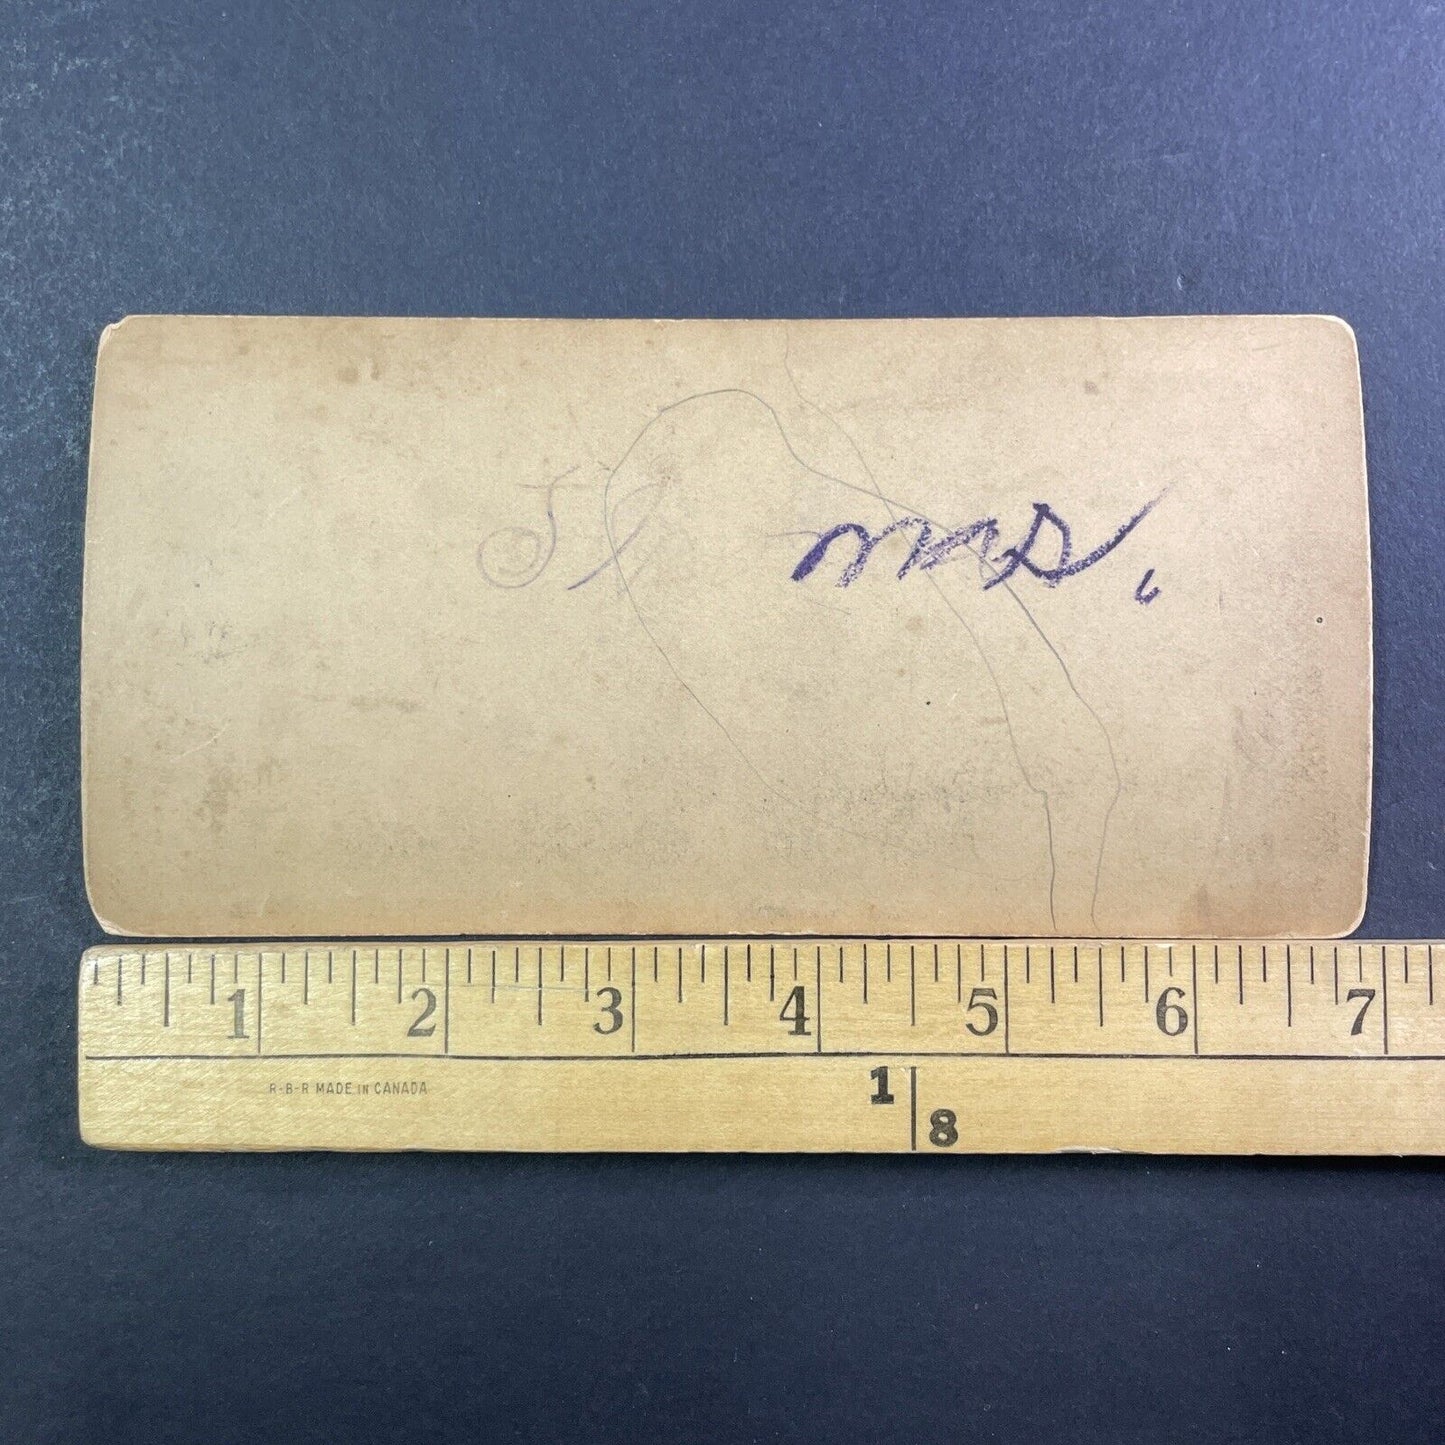 mrs.
1 2 3 4 5 6 7
R-B-R MADE IN CANADA
1
8